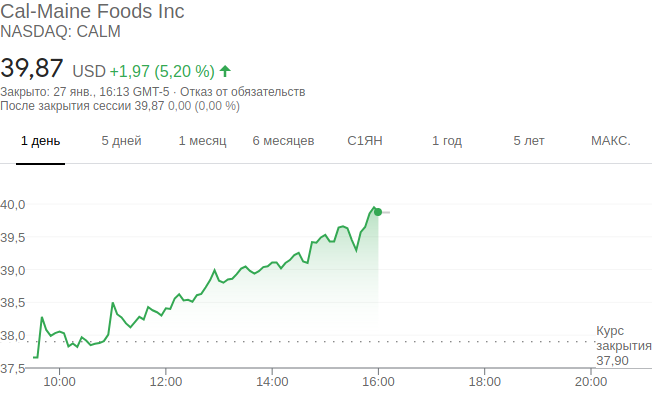 Cal-Maine Foods Inc
NASDAQ: CALM
39,87 USD +1,97 (5,20 %)
Закрыто: 27 янв., 16:13 GMT-5 · Отказ от обязательств
После закрытия сессии 39,87 0,00 (0,00 %)
1 день 5 дней 1 месяц 6 месяцев С1ЯН 1 год 5 лет МАКС.
40,0
39,5
39,0
38,5
38,0
37,5
Курс
закрытия
37,90
10:00 12:00 14:00 16:00 18:00 20:00